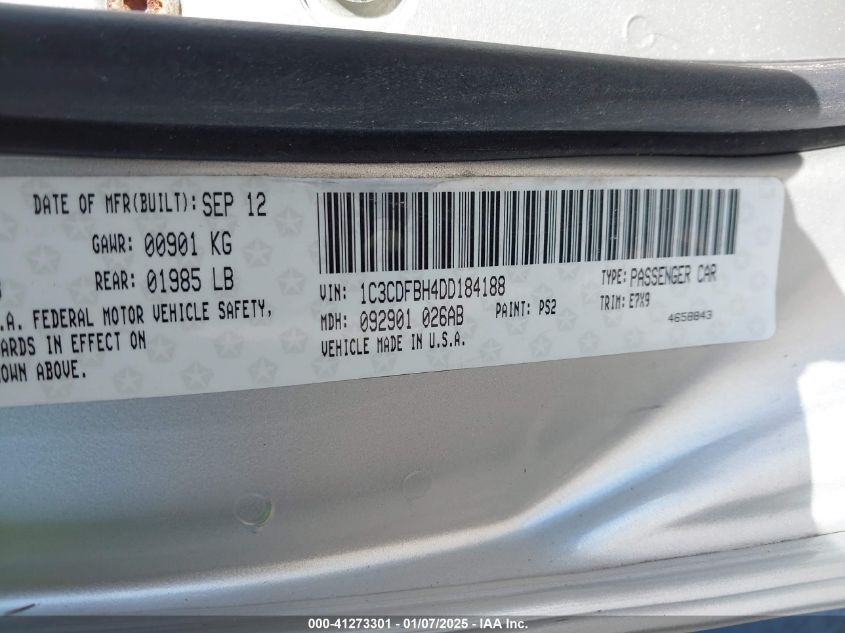 DATE OF MFR(BUILT): SEP 12
GAWR: 00901 KG
REAR: 01985 LB
.A. FEDERAL MOTOR VEHICLE SAFETY,
ARDS IN EFFECT ON
OWN ABOVE.
VIN: 1C3CDFBH4DD184188
TYPE: PASSENGER CAR
MDH: 092901 026AB
PAINT: PS2
TRIM: E7X9
VEHICLE MADE IN U.S.A.
4658843
000-41273301 - 01/07/2025 - IAA Inc.